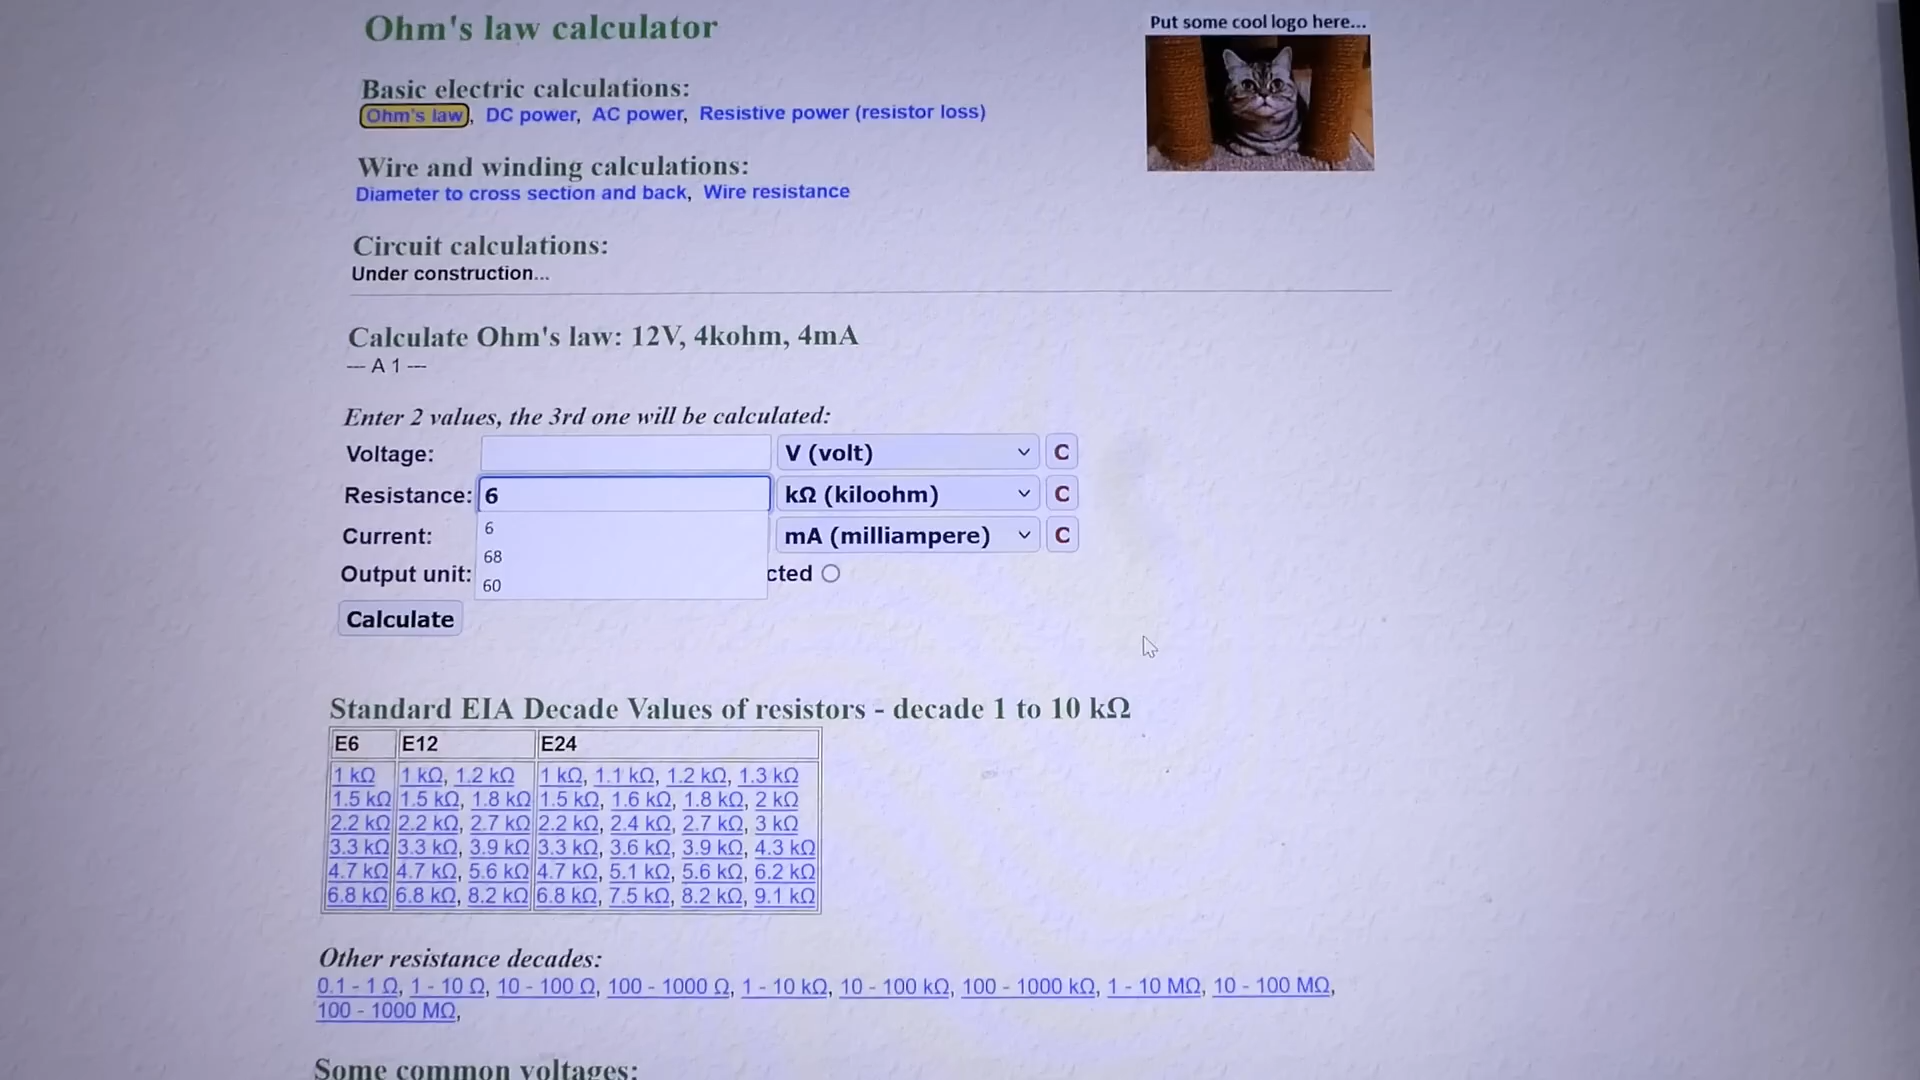 Ohm's law calculator
Put some cool logo here...
Basic electric calculations:
Ohm's law, DC power, AC power, Resistive power (resistor loss)
Wire and winding calculations:
Diameter to cross section and back, Wire resistance
Circuit calculations:
Under construction...
Calculate Ohm's law: 12V, 4kohm, 4mA
--- A 1 ---
Enter 2 values, the 3rd one will be calculated:
Voltage: V (volt) C
Resistance: 6 kΩ (kiloohm) C
6
Current: mA (milliampere) C
68
Output unit: cted
60
Calculate
Standard EIA Decade Values of resistors - decade 1 to 10 kΩ
E6 E12 E24
1 kΩ 1 kΩ, 1.2 kΩ 1 kΩ, 1.1 kΩ, 1.2 kΩ, 1.3 kΩ
1.5 kΩ 1.5 kΩ, 1.8 kΩ 1.5 kΩ, 1.6 kΩ, 1.8 kΩ, 2 kΩ
2.2 kΩ 2.2 kΩ, 2.7 kΩ 2.2 kΩ, 2.4 kΩ, 2.7 kΩ, 3 kΩ
3.3 kΩ 3.3 kΩ, 3.9 kΩ 3.3 kΩ, 3.6 kΩ, 3.9 kΩ, 4.3 kΩ
4.7 kΩ 4.7 kΩ, 5.6 kΩ 4.7 kΩ, 5.1 kΩ, 5.6 kΩ, 6.2 kΩ
6.8 kΩ 6.8 kΩ, 8.2 kΩ 6.8 kΩ, 7.5 kΩ, 8.2 kΩ, 9.1 kΩ
Other resistance decades:
0.1 - 1 Ω, 1 - 10 Ω, 10 - 100 Ω, 100 - 1000 Ω, 1 - 10 kΩ, 10 - 100 kΩ, 100 - 1000 kΩ, 1 - 10 MΩ, 10 - 100 MΩ,
100 - 1000 MΩ,
Some common voltages: